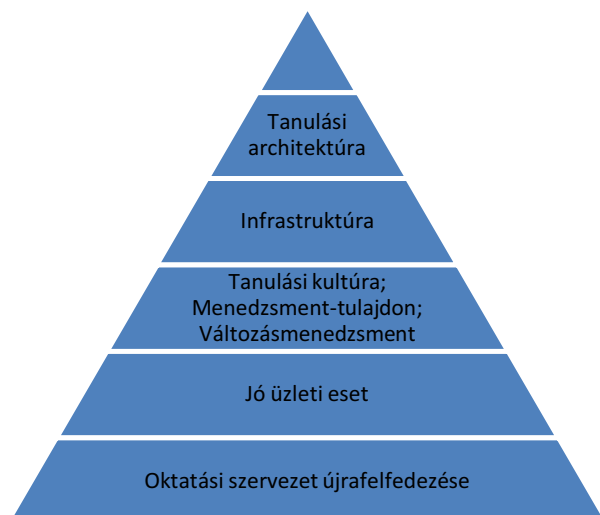 Tanulási
architektúra
Infrastruktúra
Tanulási kultúra;
Menedzsment-tulajdon;
Változásmenedzsment
Jó üzleti eset
Oktatási szervezet újrafelfedezése